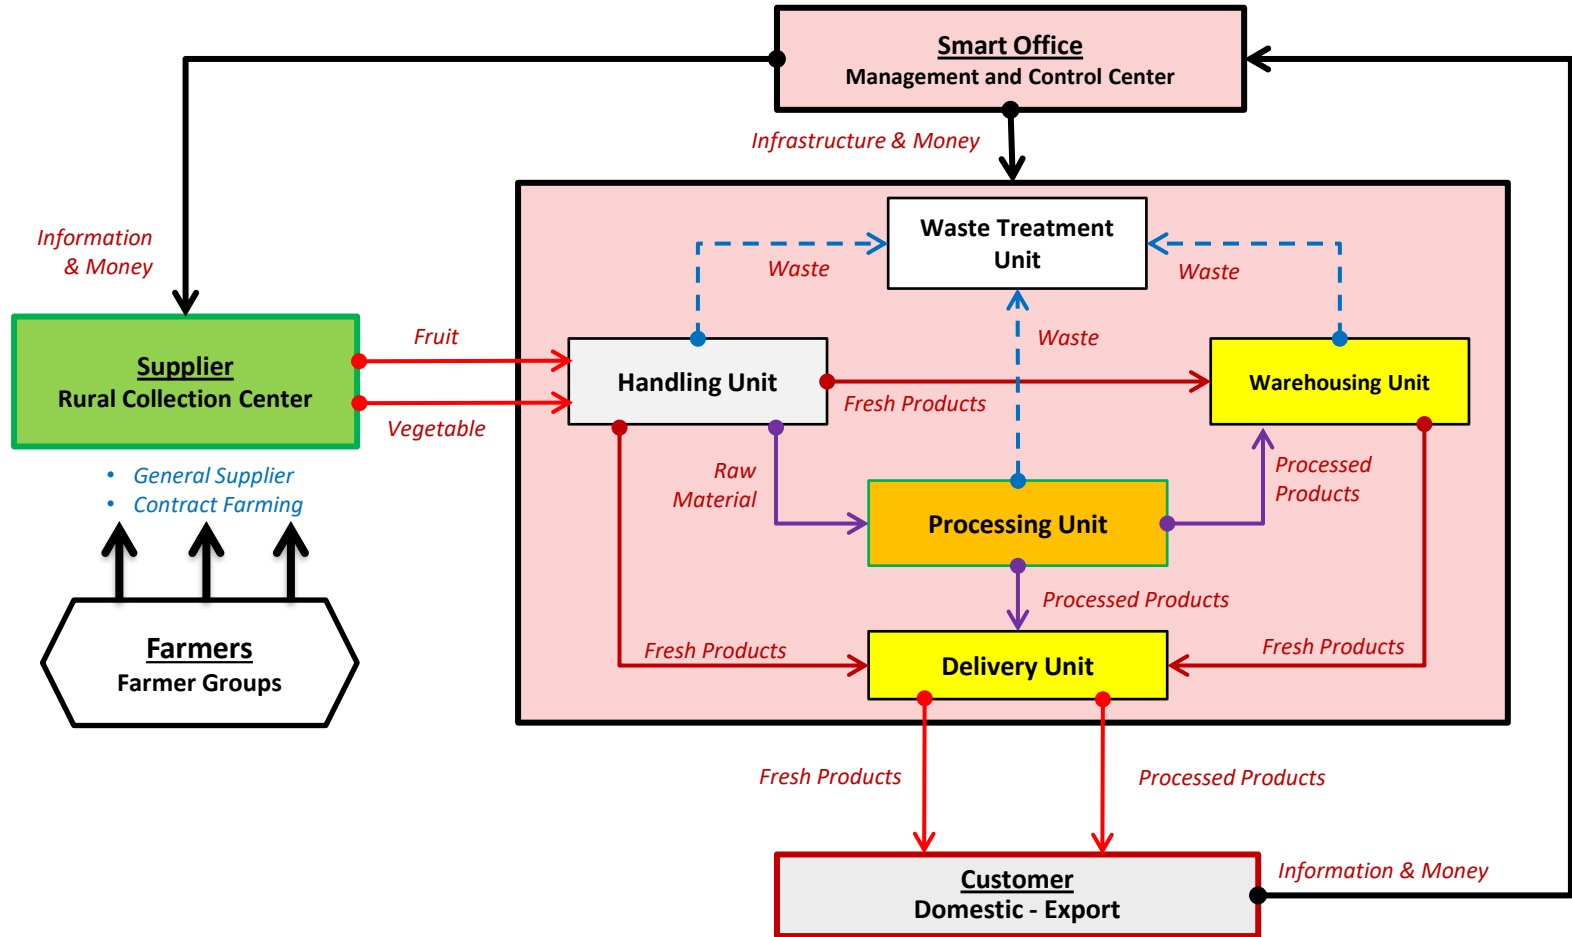 Smart Office
Management and Control Center
Infrastructure & Money
Information
& Money
Waste Treatment
Unit
Waste
Waste
Waste
Supplier
Rural Collection Center
Fruit
Vegetable
Handling Unit
Fresh Products
Warehousing Unit
• General Supplier
• Contract Farming
Raw
Material
Processing Unit
Processed
Products
Processed Products
Farmers
Farmer Groups
Fresh Products
Delivery Unit
Fresh Products
Fresh Products
Processed Products
Customer
Domestic - Export
Information & Money